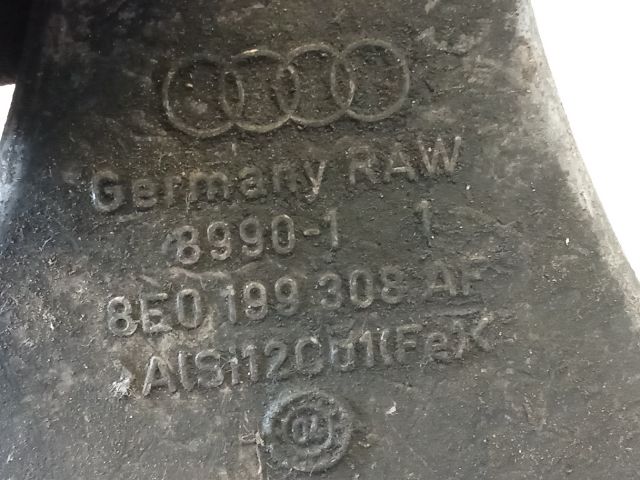 Germany RAW
8990-1 1
8E0 199 308 AF
>AlSi12Cu1(Fe)<